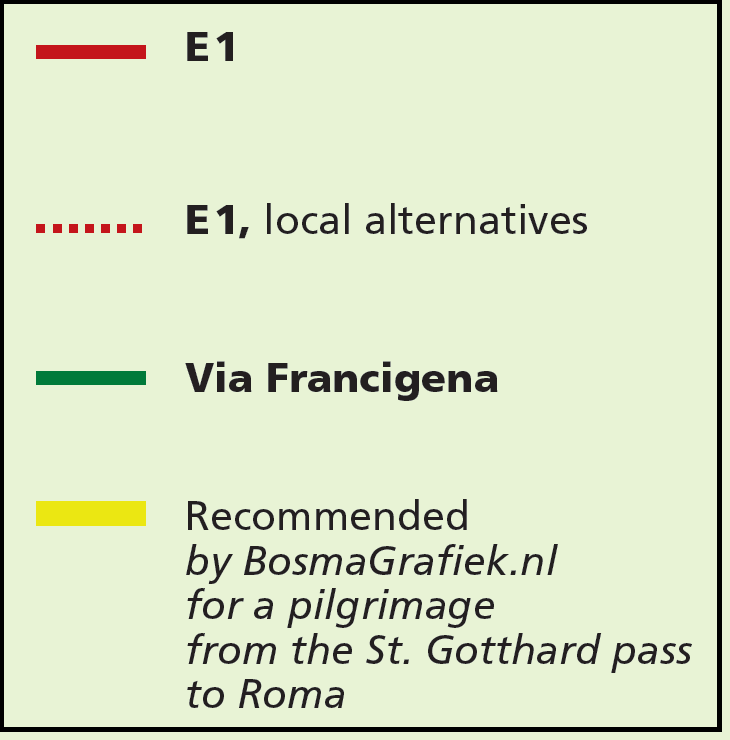 E1
E1, local alternatives
Via Francigena
Recommended
by BosmaGrafiek.nl
for a pilgrimage
from the St. Gotthard pass
to Roma